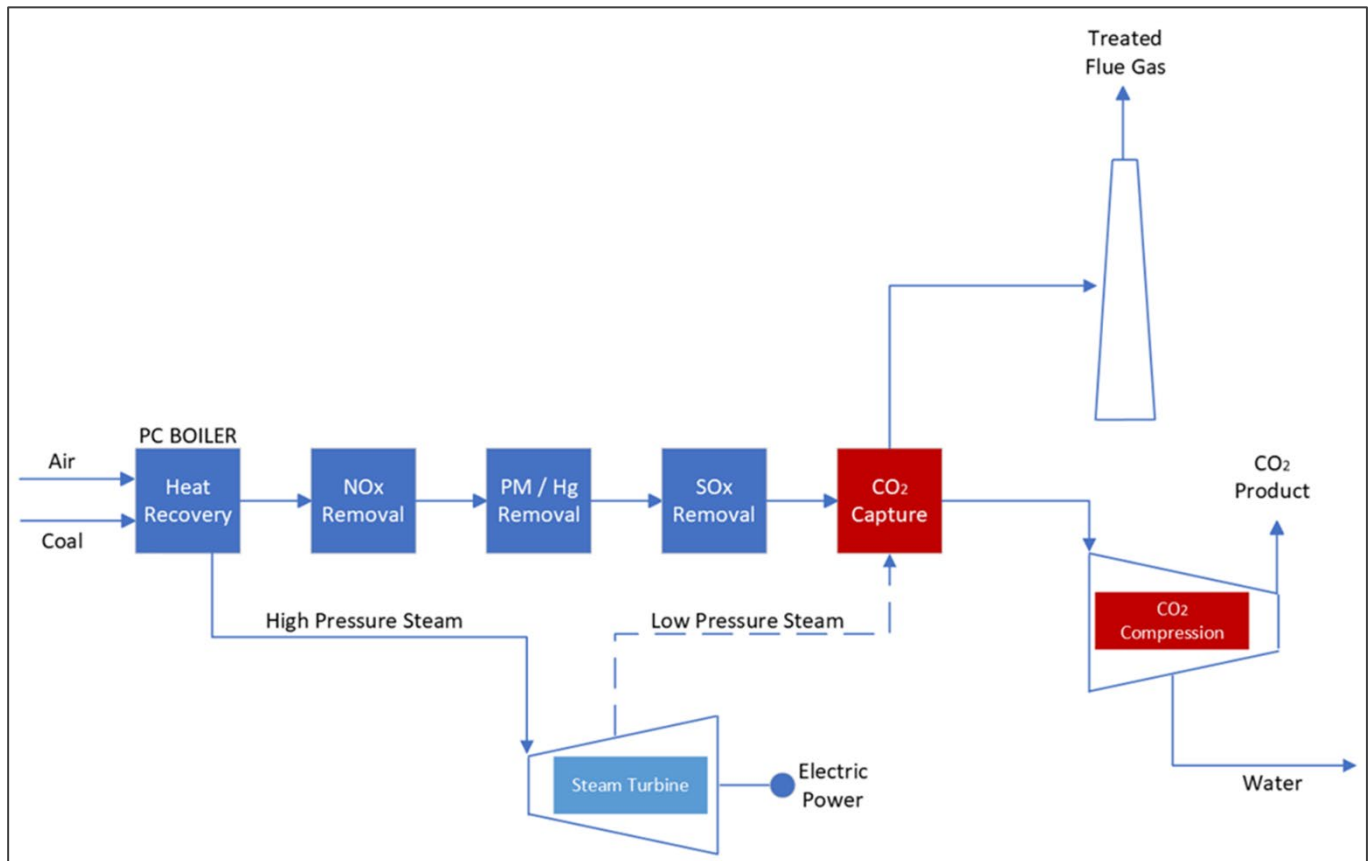 Treated
Flue Gas
PC BOILER
Air
Coal
Heat
Recovery
NOx
Removal
PM / Hg
Removal
SOx
Removal
CO₂
Capture
CO₂
Product
High Pressure Steam
Low Pressure Steam
CO₂
Compression
Steam Turbine
Electric
Power
Water